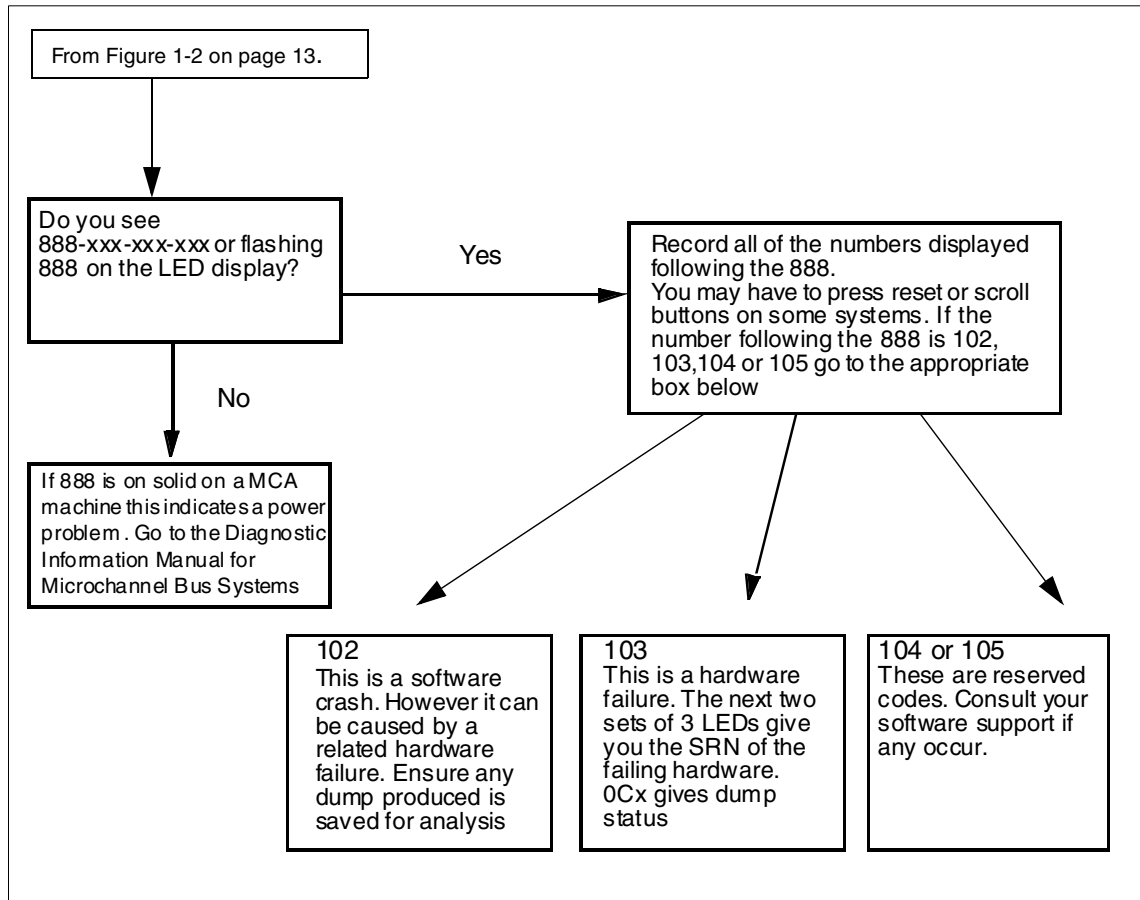 From Figure 1-2 on page 13.
Do you see
888-xxx-xxx-xxx or flashing
888 on the LED display?
Yes
Record all of the numbers displayed
following the 888.
You may have to press reset or scroll
buttons on some systems. If the
number following the 888 is 102,
103,104 or 105 go to the appropriate
box below
No
If 888 is on solid on a MCA
machine this indicates a power
problem . Go to the Diagnostic
Information Manual for
Microchannel Bus Systems
102
This is a software
crash. However it can
be caused by a
related hardware
failure. Ensure any
dump produced is
saved for analysis
103
This is a hardware
failure. The next two
sets of 3 LEDs give
you the SRN of the
failing hardware.
0Cx gives dump
status
104 or 105
These are reserved
codes. Consult your
software support if
any occur.